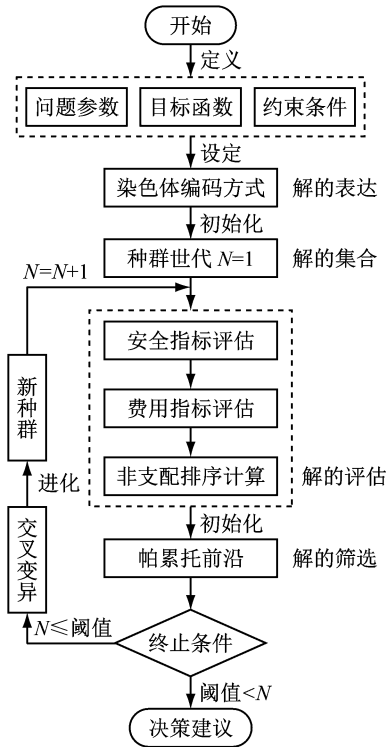 开始
定义
问题参数 目标函数 约束条件
设定
染色体编码方式 解的表达
初始化
种群世代 N=1 解的集合
N=N+1
安全指标评估
费用指标评估
新种群
非支配排序计算 解的评估
进化
初始化
交叉变异
帕累托前沿 解的筛选
N≤阈值
终止条件
阈值<N
决策建议